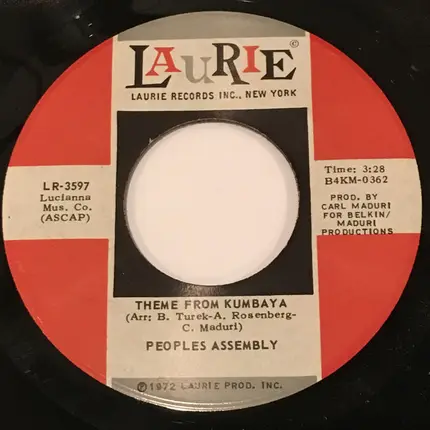 LAURIE©
LAURIE RECORDS INC., NEW YORK
LR-3597
Lucianna
Mus. Co.
(ASCAP)
Time: 3:28
B4KM-0362
PROD. BY
CARL MADURI
FOR BELKIN/
MADURI
PRODUCTIONS
THEME FROM KUMBAYA
(Arr: B. Turek-A. Rosenberg-
C. Maduri)
PEOPLES ASSEMBLY
℗1972 LAURIE PROD. INC.